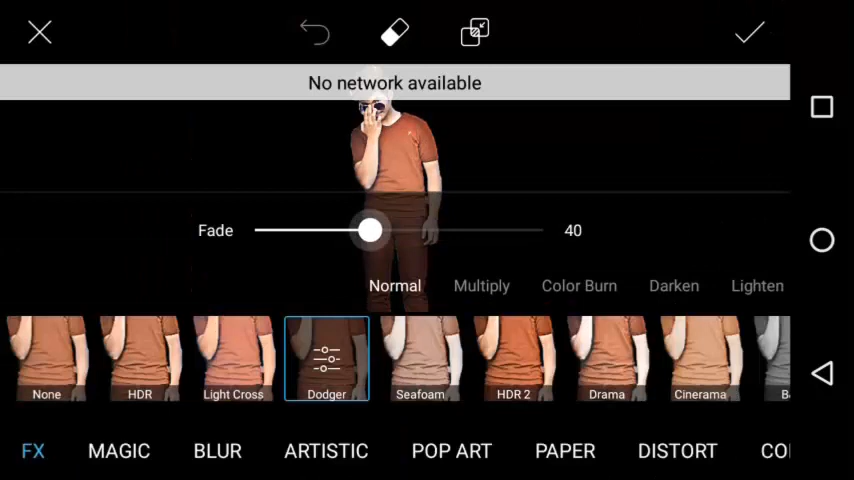 No network available
Fade 40
Normal Multiply Color Burn Darken Lighten
None HDR Light Cross Dodger Seafoam HDR 2 Drama Cinerama
FX MAGIC BLUR ARTISTIC POP ART PAPER DISTORT